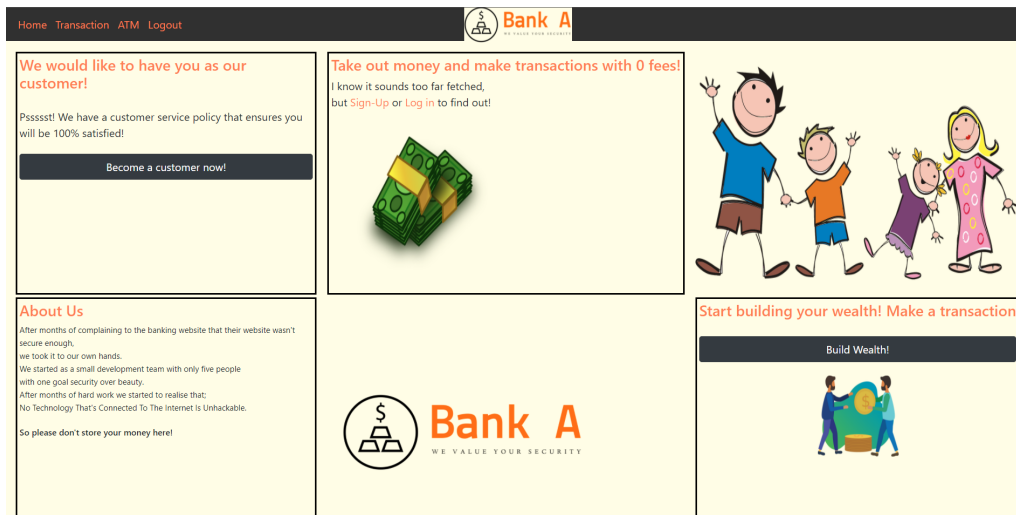 Home Transaction ATM Logout
$
Bank A
WE VALUE YOUR SECURITY
We would like to have you as our
customer!
Pssssst! We have a customer service policy that ensures you
will be 100% satisfied!
Become a customer now!
Take out money and make transactions with 0 fees!
I know it sounds too far fetched,
but Sign-Up or Log in to find out!
About Us
After months of complaining to the banking website that their website wasn't
secure enough,
we took it to our own hands.
We started as a small development team with only five people
with one goal security over beauty.
After months of hard work we started to realise that;
No Technology That's Connected To The Internet Is Unhackable.
So please don't store your money here!
$
Bank A
WE VALUE YOUR SECURITY
Start building your wealth! Make a transaction
Build Wealth!
$